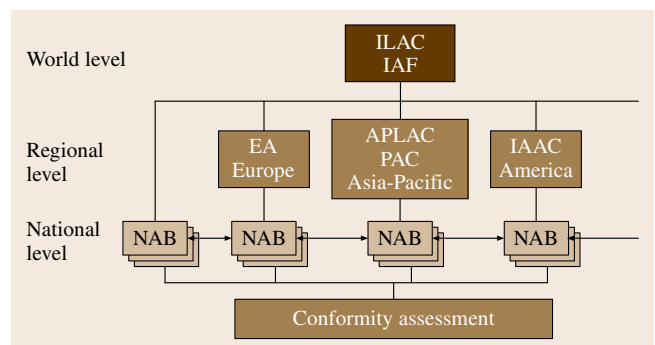 World level
ILAC
IAF
Regional
level
EA
Europe
APLAC
PAC
Asia-Pacific
IAAC
America
National
level
NAB
NAB
NAB
NAB
Conformity assessment